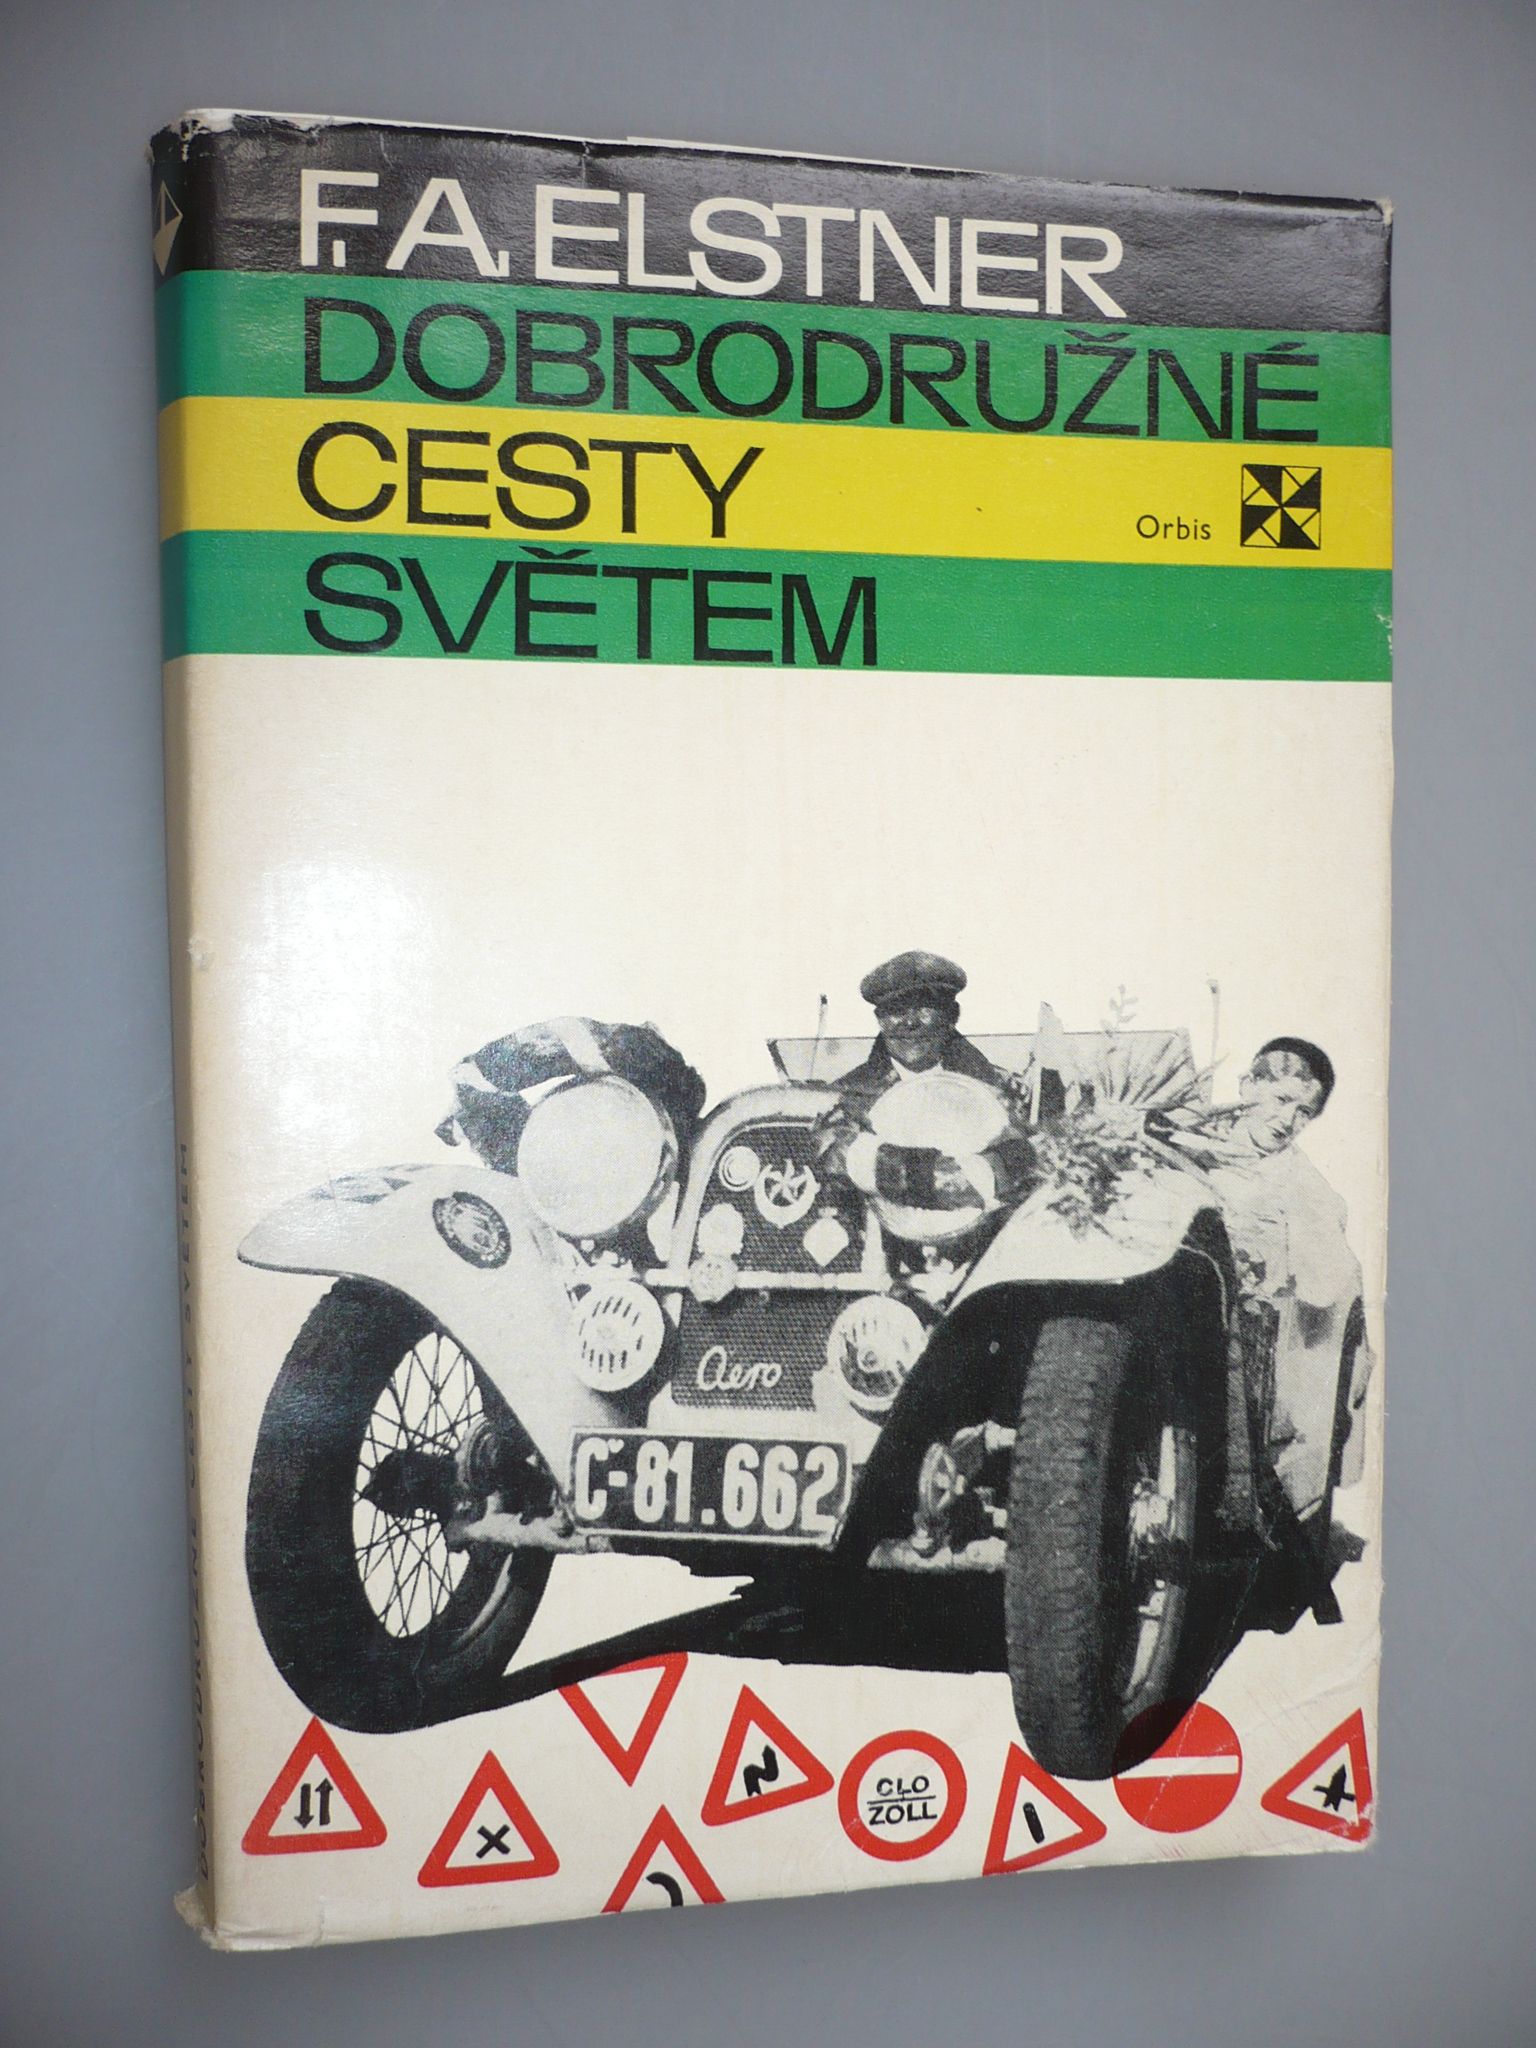 F. A. ELSTNER
DOBRODRUŽNÉ
CESTY
Orbis
SVĚTEM
Aero
Č-81.662
CLO
ZOLL
DOBRODRUŽNÉ CESTY SVĚTEM